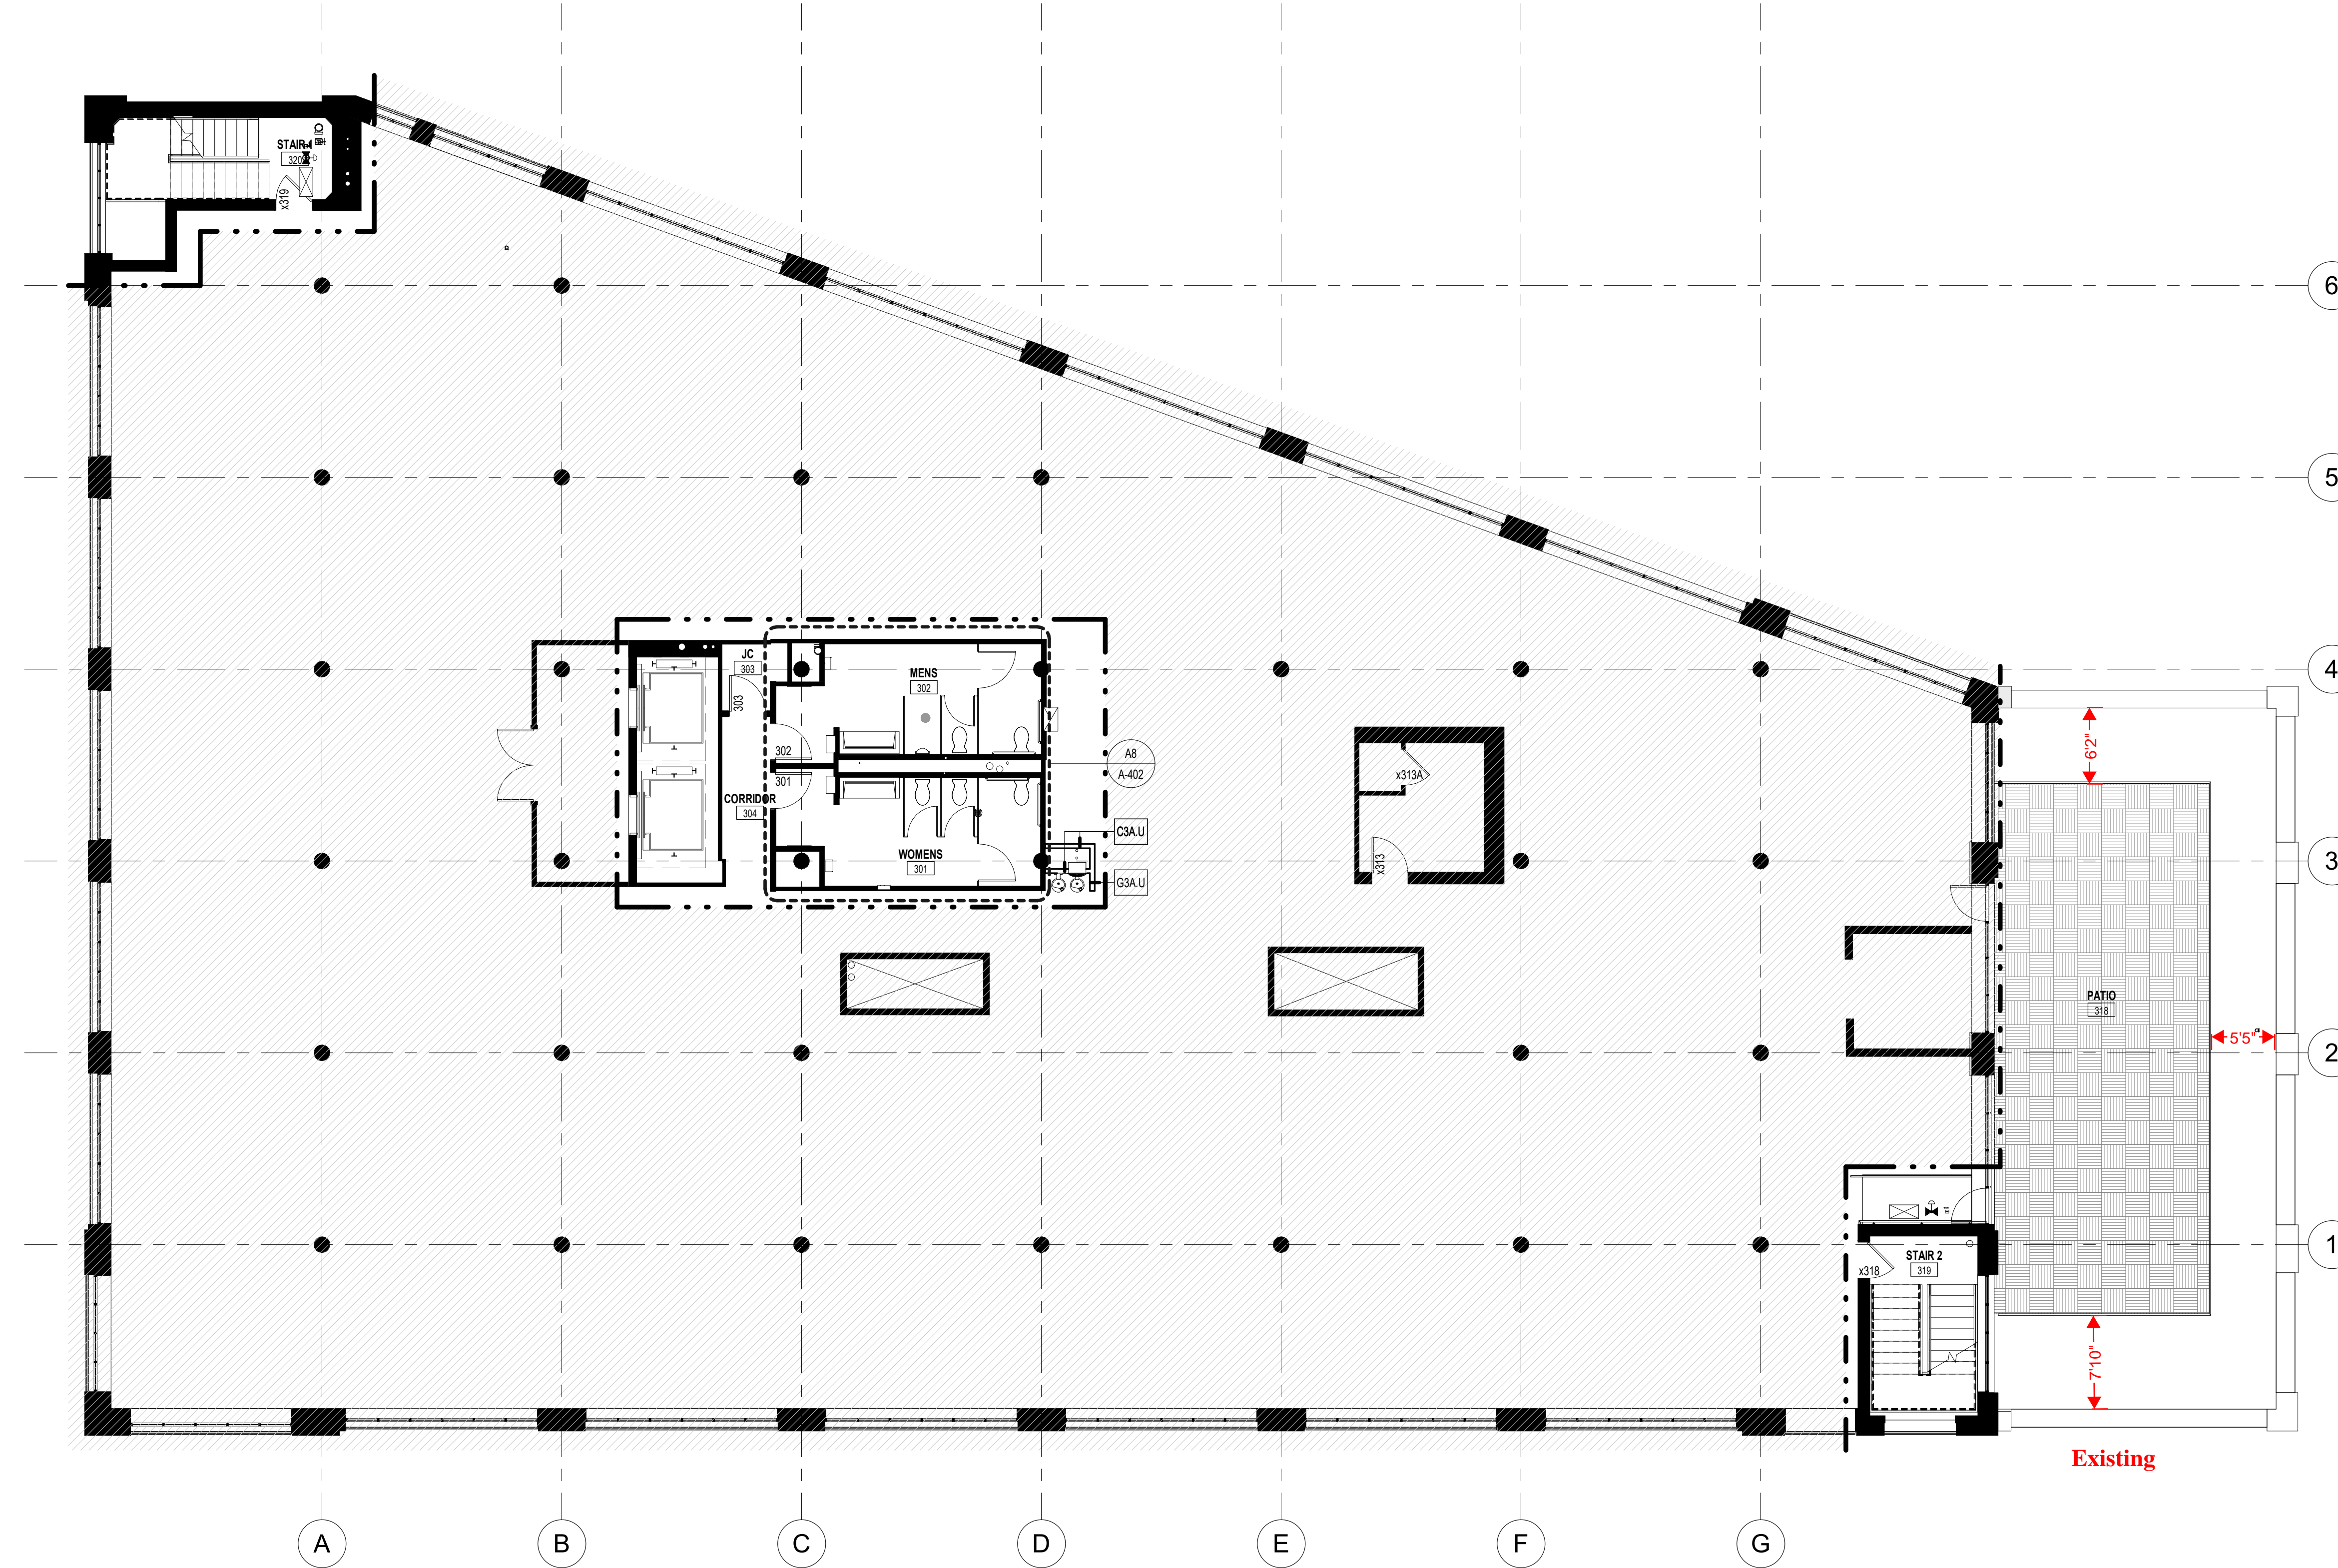 STAIR 1
320
x319
6
5
JC
303
303
MENS
302
4
6'2"
302
301
A8
A-402
x313A
CORRIDOR
304
C3A.U
WOMENS
301
G3A.U
x313
3
PATIO
318
5'5"
2
STAIR 2
319
x318
1
7'10"
Existing
A
B
C
D
E
F
G